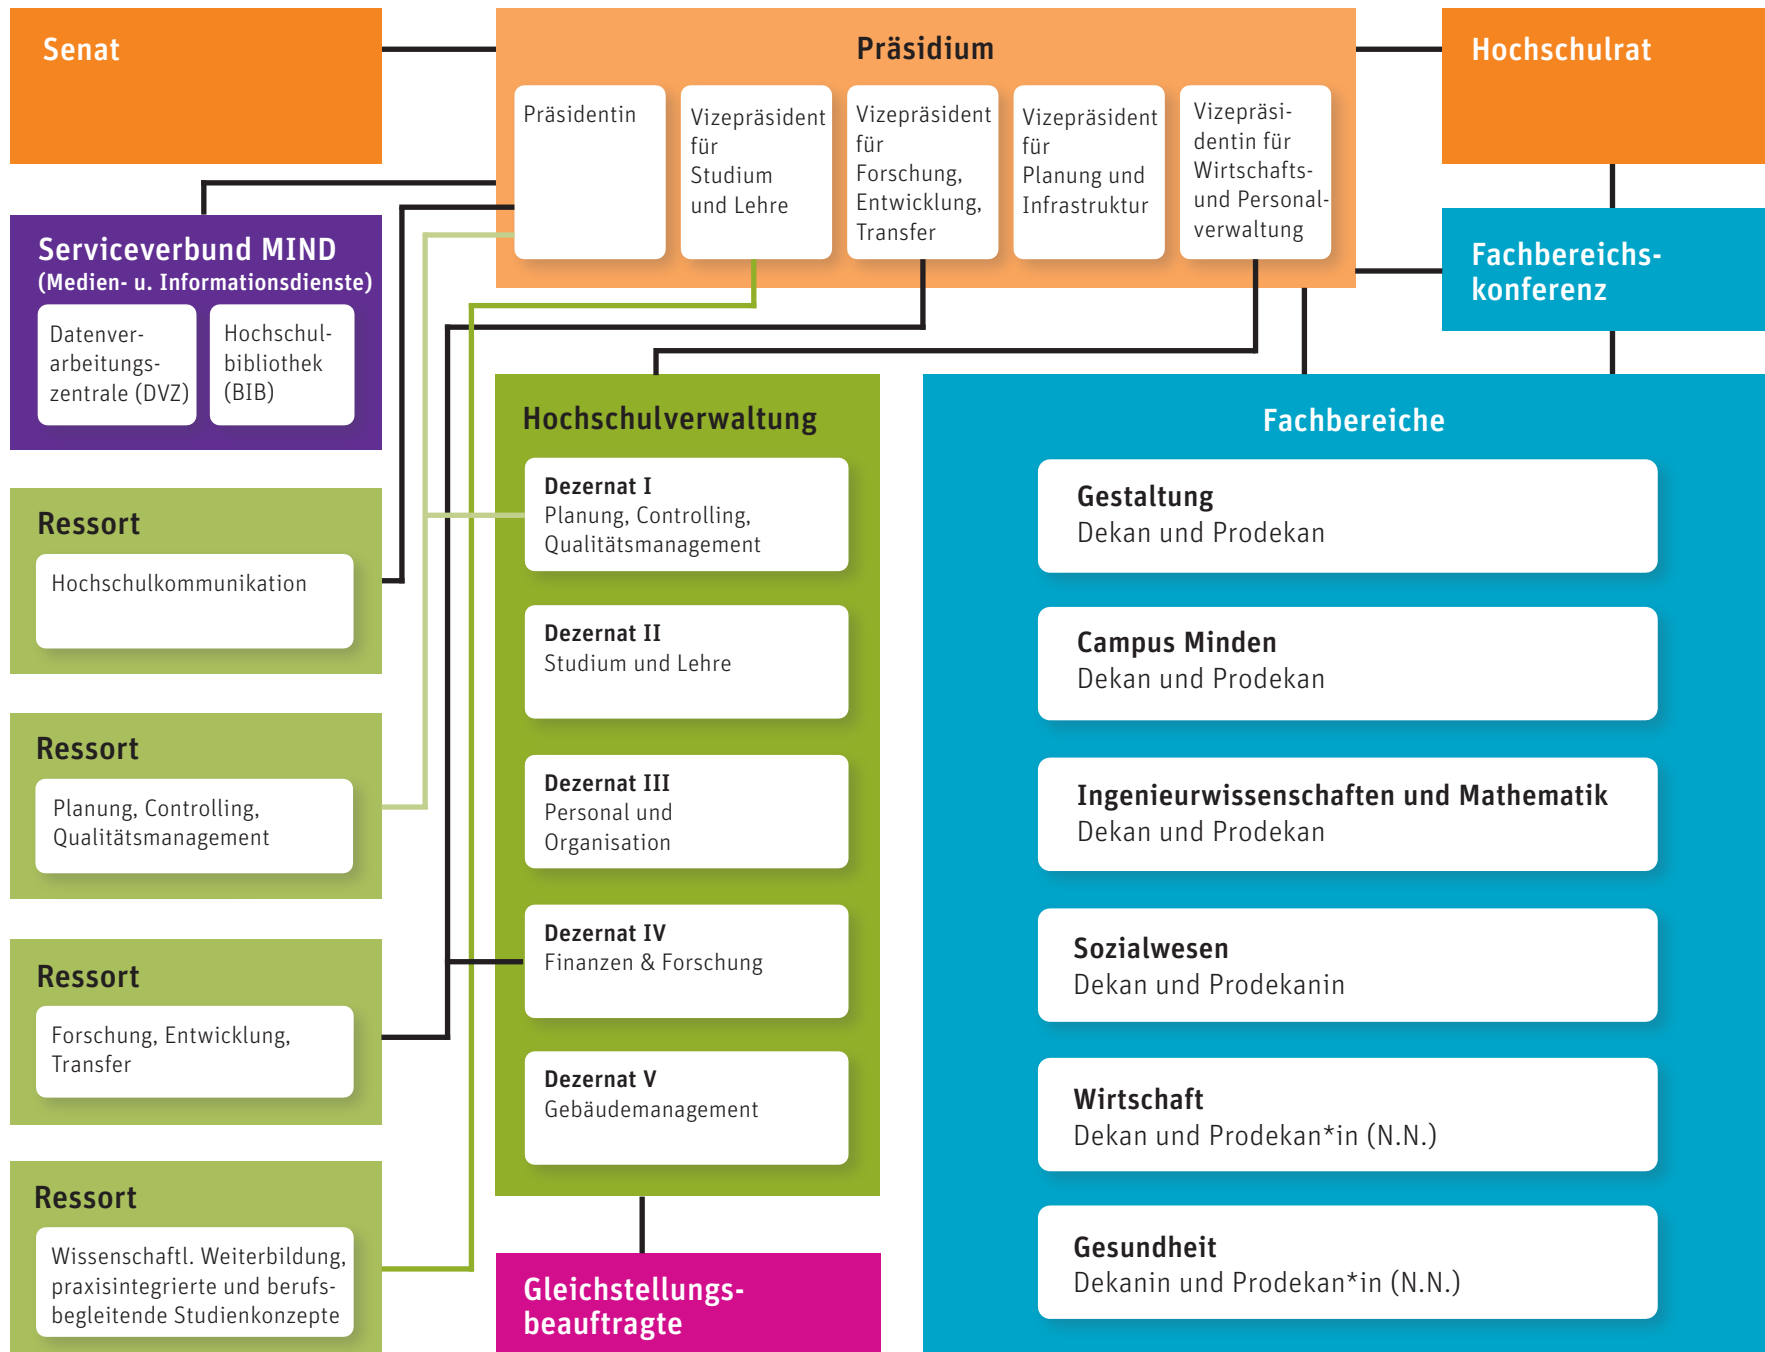 Senat
Präsidium
Präsidentin
Vizepräsident
für
Studium
und Lehre
Vizepräsident
für
Forschung,
Entwicklung,
Transfer
Vizepräsident
für
Planung und
Infrastruktur
Vizepräsi-
dentin für
Wirtschafts-
und Personal-
verwaltung
Hochschulrat
Serviceverbund MIND
(Medien- u. Informationsdienste)
Datenver-
arbeitungs-
zentrale (DVZ)
Hochschul-
bibliothek
(BIB)
Fachbereichs-
konferenz
Ressort
Hochschulkommunikation
Ressort
Planung, Controlling,
Qualitätsmanagement
Ressort
Forschung, Entwicklung,
Transfer
Ressort
Wissenschaftl. Weiterbildung,
praxisintegrierte und berufs-
begleitende Studienkonzepte
Hochschulverwaltung
Dezernat I
Planung, Controlling,
Qualitätsmanagement
Dezernat II
Studium und Lehre
Dezernat III
Personal und
Organisation
Dezernat IV
Finanzen & Forschung
Dezernat V
Gebäudemanagement
Gleichstellungs-
beauftragte
Fachbereiche
Gestaltung
Dekan und Prodekan
Campus Minden
Dekan und Prodekan
Ingenieurwissenschaften und Mathematik
Dekan und Prodekan
Sozialwesen
Dekan und Prodekanin
Wirtschaft
Dekan und Prodekan*in (N.N.)
Gesundheit
Dekanin und Prodekan*in (N.N.)